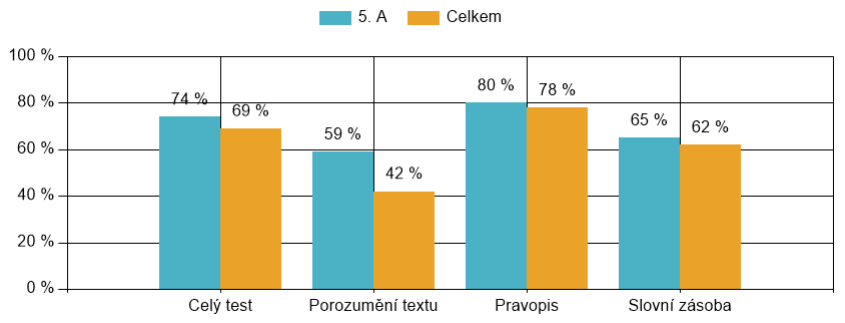 5. A Celkem
100 %
80 %
60 %
40 %
20 %
0 %
74 % 69 % 59 % 42 % 80 % 78 % 65 % 62 %
Celý test Porozumění textu Pravopis Slovní zásoba